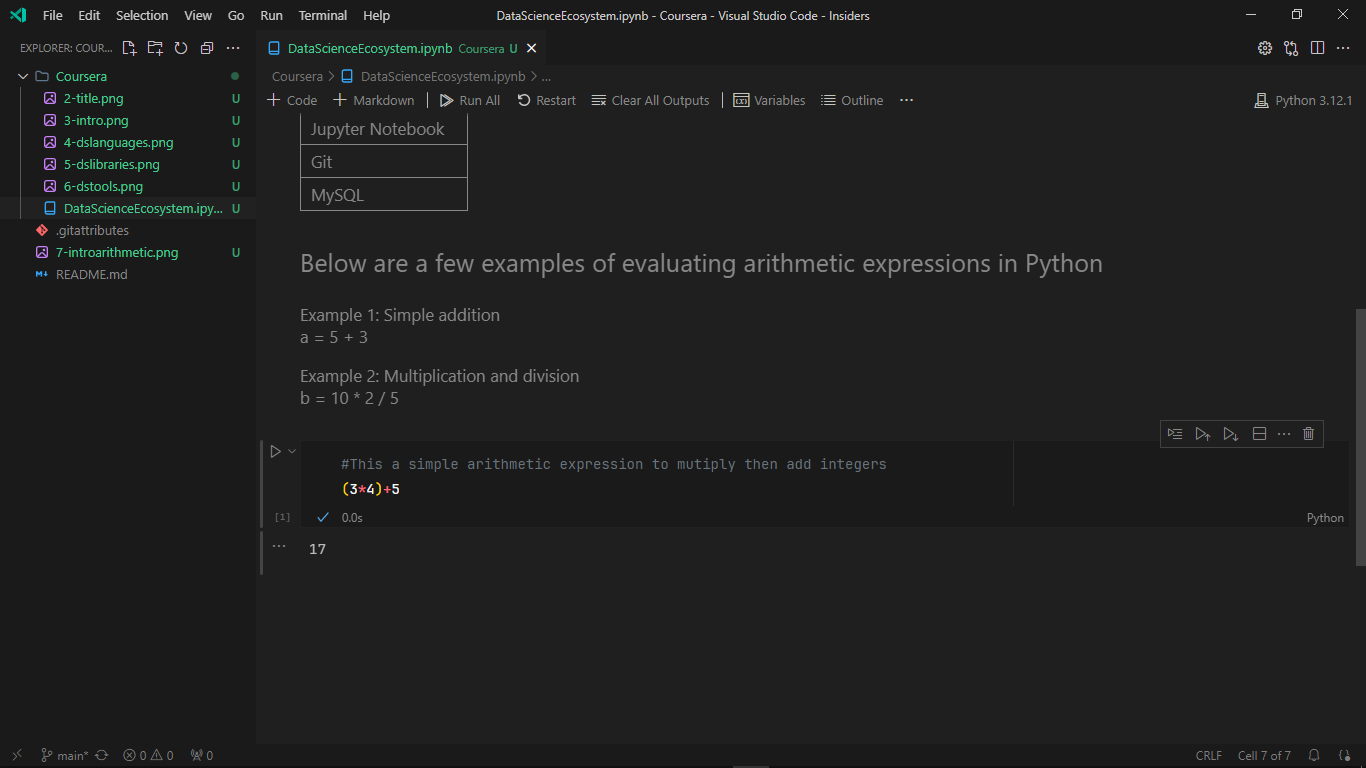 File Edit Selection View Go Run Terminal Help
DataScienceEcosystem.ipynb - Coursera - Visual Studio Code - Insiders
EXPLORER: COUR...
Coursera
2-title.png U
3-intro.png U
4-dslanguages.png U
5-dslibraries.png U
6-dstools.png U
DataScienceEcosystem.ipy... U
.gitattributes
7-introarithmetic.png U
README.md
DataScienceEcosystem.ipynb Coursera U
Coursera > DataScienceEcosystem.ipynb > ...
+ Code + Markdown | Run All Restart Clear All Outputs | Variables Outline ...
Python 3.12.1
Jupyter Notebook
Git
MySQL
Below are a few examples of evaluating arithmetic expressions in Python
Example 1: Simple addition
a = 5 + 3
Example 2: Multiplication and division
b = 10 * 2 / 5
#This a simple arithmetic expression to mutiply then add integers
(3*4)+5
[1] 0.0s Python
17
main* 0 0 0
CRLF Cell 7 of 7